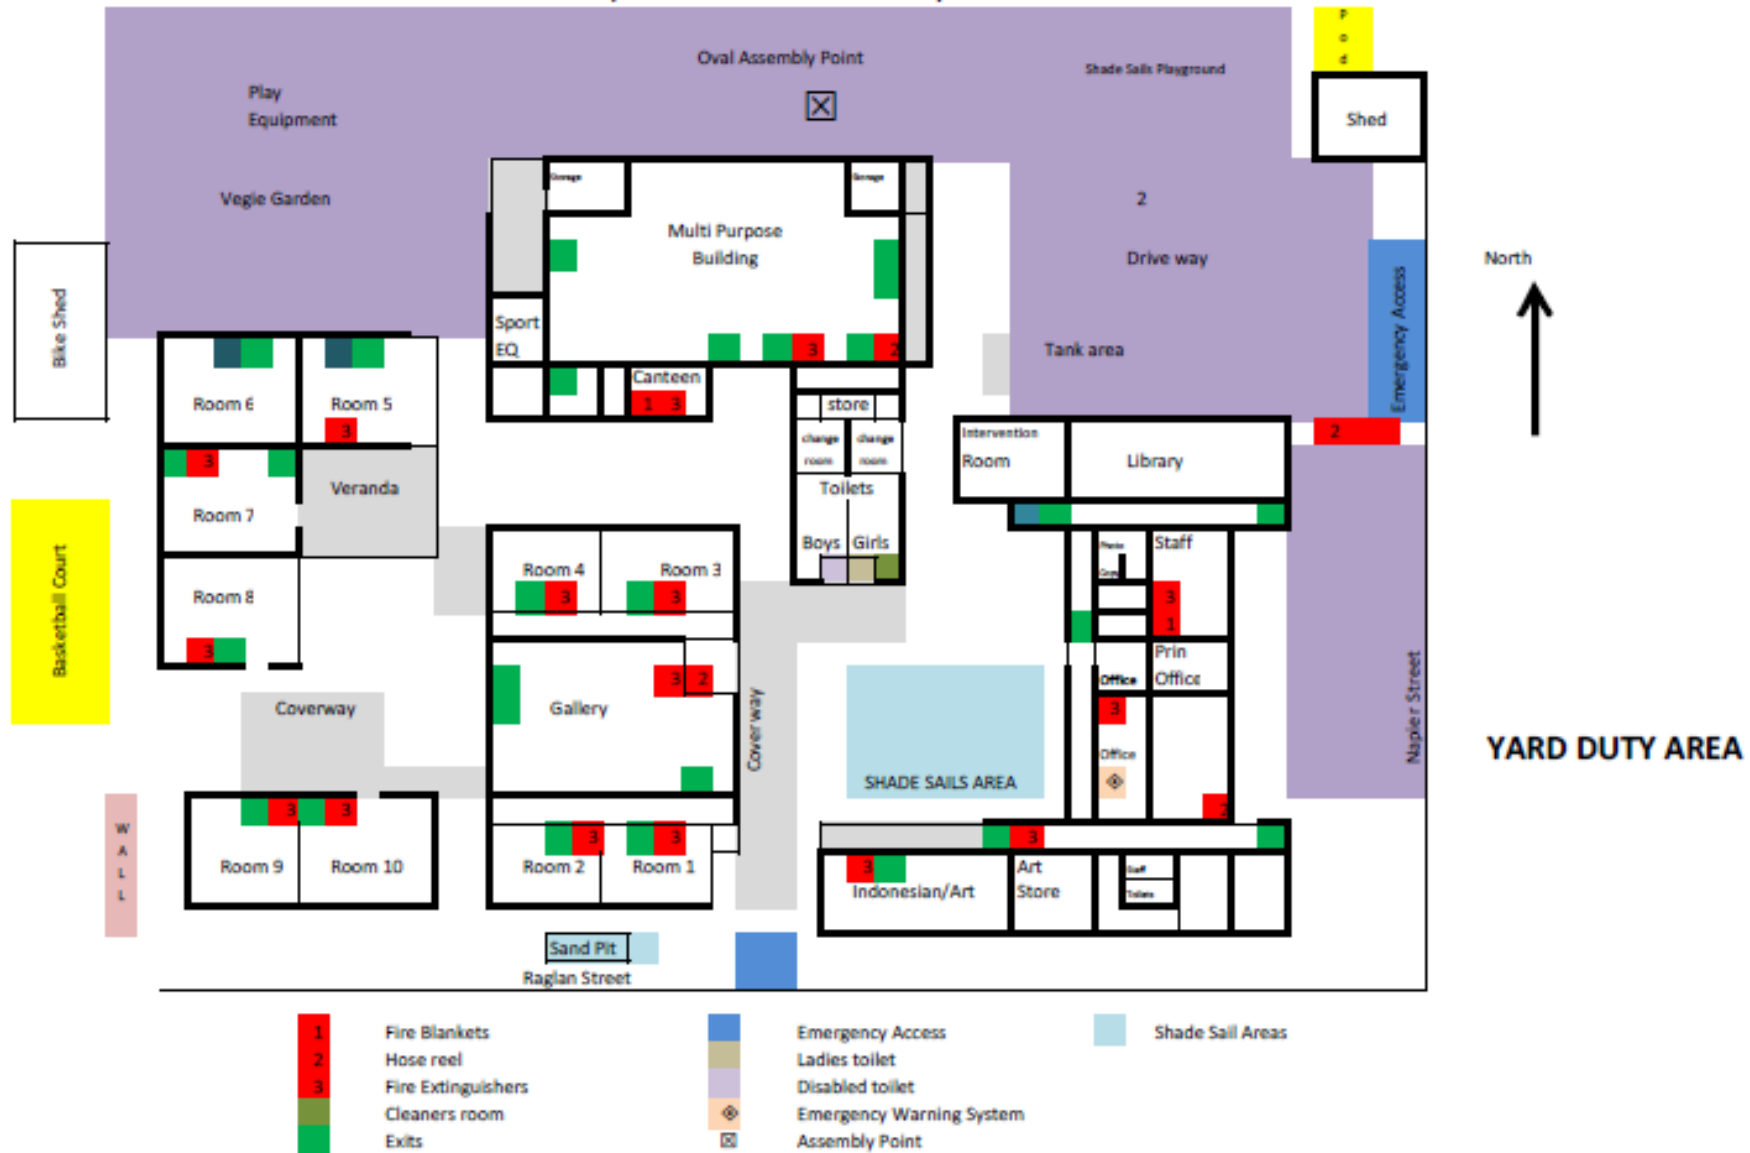 P
o
d
Oval Assembly Point
Shade Sails Playground
Play
Equipment
Shed
Storage
Storage
Vegie Garden
2
Multi Purpose
Building
Drive way
North
Bike Shed
Emergency Access
Sport
EQ
3
2
Tank area
Canteen
1 3
Room 6
Room 5
store
3
2
change
room
change
room
Intervention
Room
Library
3
Veranda
Toilets
Room 7
Boys Girls
Staff
Room 4
Room 3
Basketball Court
Room 8
3
3
3
1
3
Prin
Office
Office
3 2
Coverway
Gallery
Coverway
3
Napier Street
YARD DUTY AREA
Office
SHADE SAILS AREA
3
3
W
A
L
L
3
3
3
Room 9
Room 10
Room 2
Room 1
3
Indonesian/Art
Art
Store
Staff
Toilets
Sand Pit
Raglan Street
1 Fire Blankets
2 Hose reel
3 Fire Extinguishers
Cleaners room
Exits
Emergency Access
Ladies toilet
Disabled toilet
Emergency Warning System
Assembly Point
Shade Sail Areas